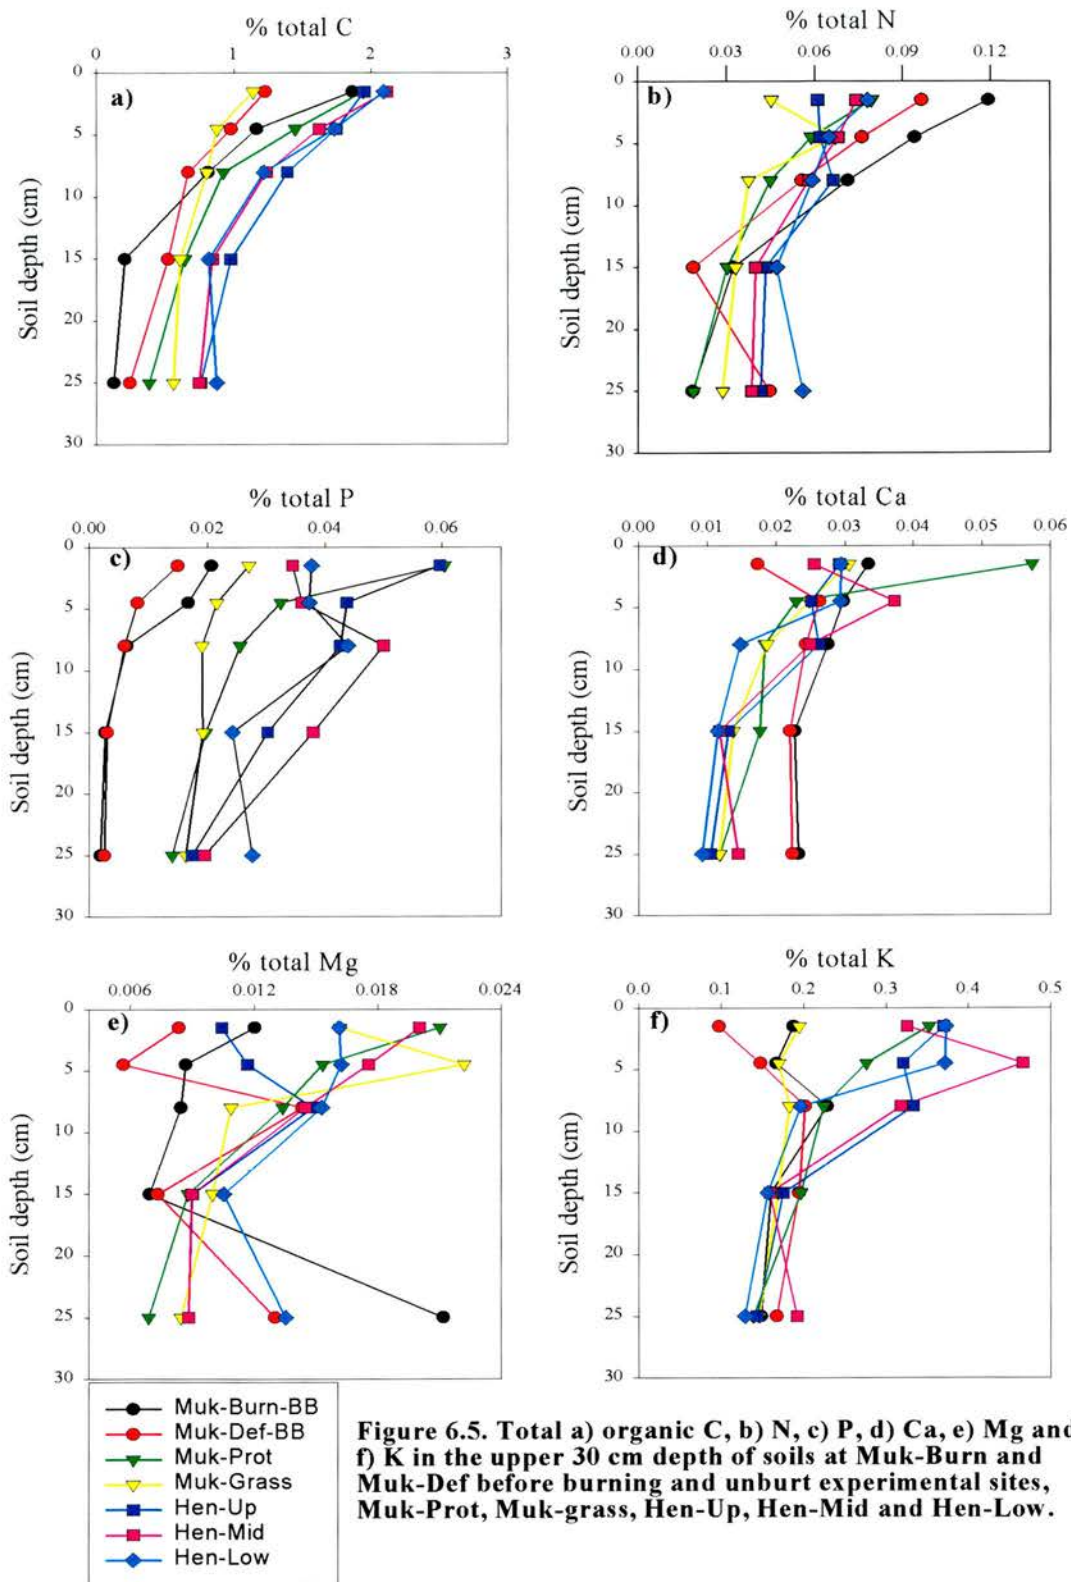 % total C
0 1 2 3
a)
0
5
10
15
20
25
30
Soil depth (cm)
% total N
0.00 0.03 0.06 0.09 0.12
b)
0
5
10
15
20
25
30
Soil depth (cm)
% total P
0.00 0.02 0.04 0.06
c)
0
5
10
15
20
25
30
Soil depth (cm)
% total Ca
0.00 0.01 0.02 0.03 0.04 0.05 0.06
d)
0
5
10
15
20
25
30
Soil depth (cm)
% total Mg
0.006 0.012 0.018 0.024
e)
0
5
10
15
20
25
30
Soil depth (cm)
% total K
0.0 0.1 0.2 0.3 0.4 0.5
f)
0
5
10
15
20
25
30
Soil depth (cm)
Muk-Burn-BB
Muk-Def-BB
Muk-Prot
Muk-Grass
Hen-Up
Hen-Mid
Hen-Low
Figure 6.5. Total a) organic C, b) N, c) P, d) Ca, e) Mg and
f) K in the upper 30 cm depth of soils at Muk-Burn and
Muk-Def before burning and unburt experimental sites,
Muk-Prot, Muk-grass, Hen-Up, Hen-Mid and Hen-Low.